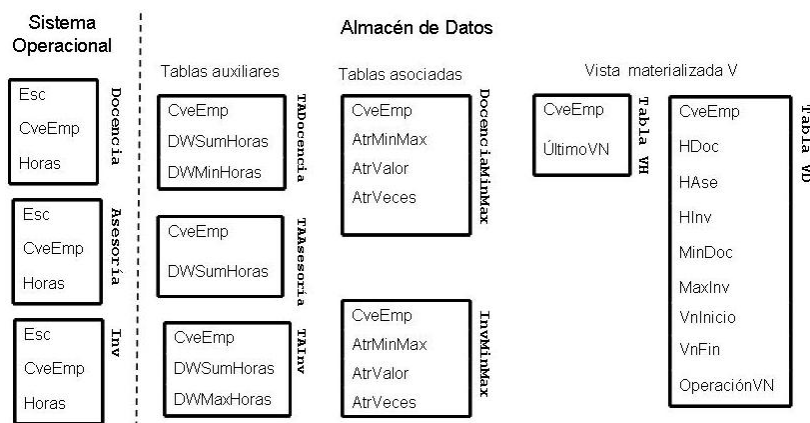 Sistema
Operacional
Almacén de Datos
Tablas auxiliares
Tablas asociadas
Vista materializada V
Esc
CveEmp
Horas
Docencia
Esc
CveEmp
Horas
Asesoría
Esc
CveEmp
Horas
Inv
CveEmp
DWSumHoras
DWMinHoras
TADocencia
CveEmp
DWSumHoras
TAAsesoría
CveEmp
DWSumHoras
DWMaxHoras
TAInv
CveEmp
AtrMinMax
AtrValor
AtrVeces
DocenciaMinMax
CveEmp
AtrMinMax
AtrValor
AtrVeces
InvMinMax
CveEmp
ÚltimoVN
Tabla VH
CveEmp
HDoc
HAse
HInv
MinDoc
MaxInv
VnInicio
VnFin
OperaciónVN
Tabla VD